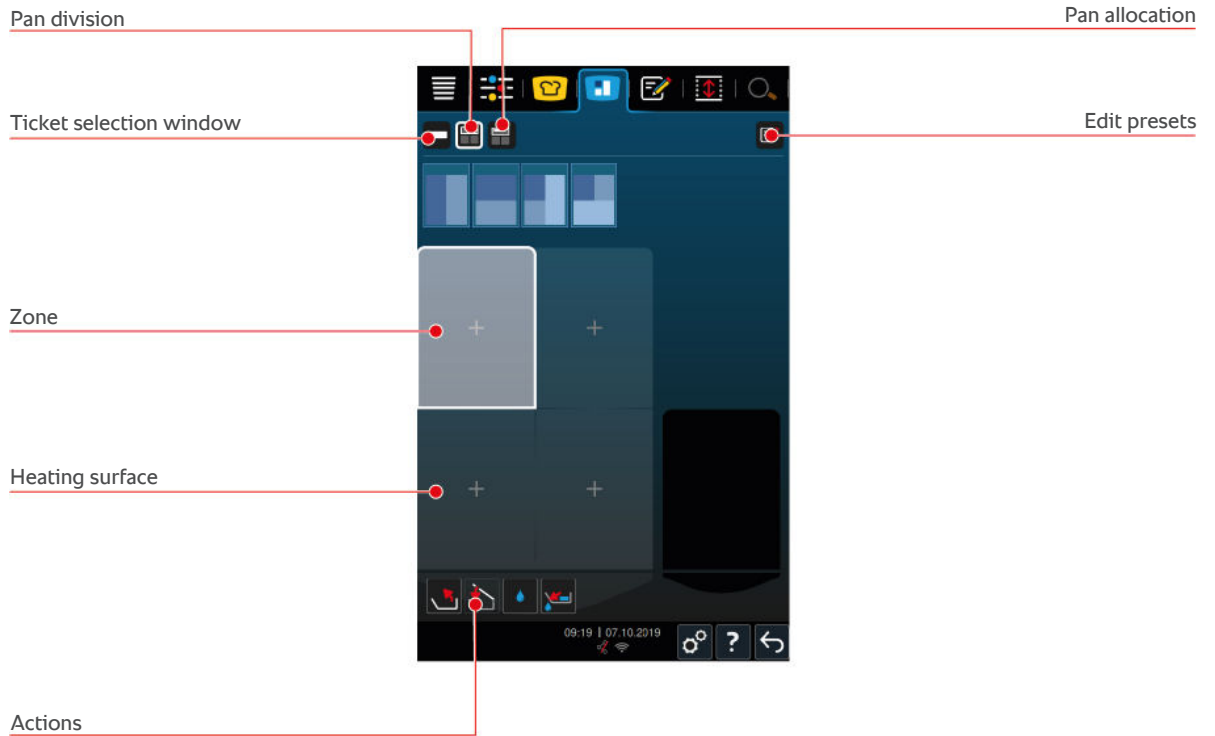 Pan division
Pan allocation
Ticket selection window
Edit presets
Zone
Heating surface
09:19 | 07.10.2019
?
Actions